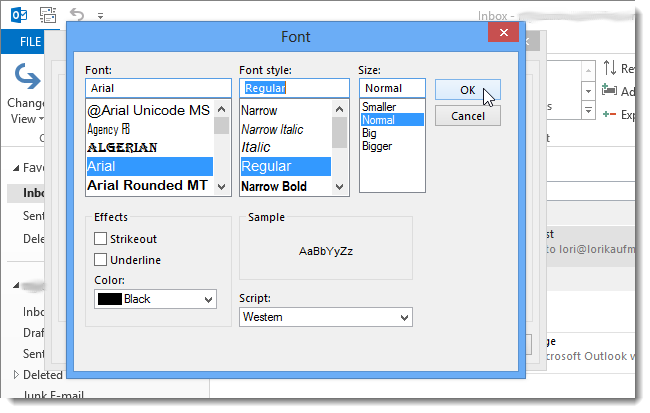 Inbox -
FILE
Change
View
Rev
Add
Exp
Favo
Inbo
Sent
Dele
Inbo
Draf
Sent
Deleted
Junk E-mail
st
to lori@lorikaufm
ge
crosoft Outlook w
Font
Font:
Font style:
Size:
Arial
Regular
Normal
OK
Cancel
@Arial Unicode MS
Agency FB
ALGERIAN
Arial
Arial Rounded MT
Narrow
Narrow Italic
Italic
Regular
Narrow Bold
Smaller
Normal
Big
Bigger
Effects
Strikeout
Underline
Color:
Black
Sample
AaBbYyZz
Script:
Western